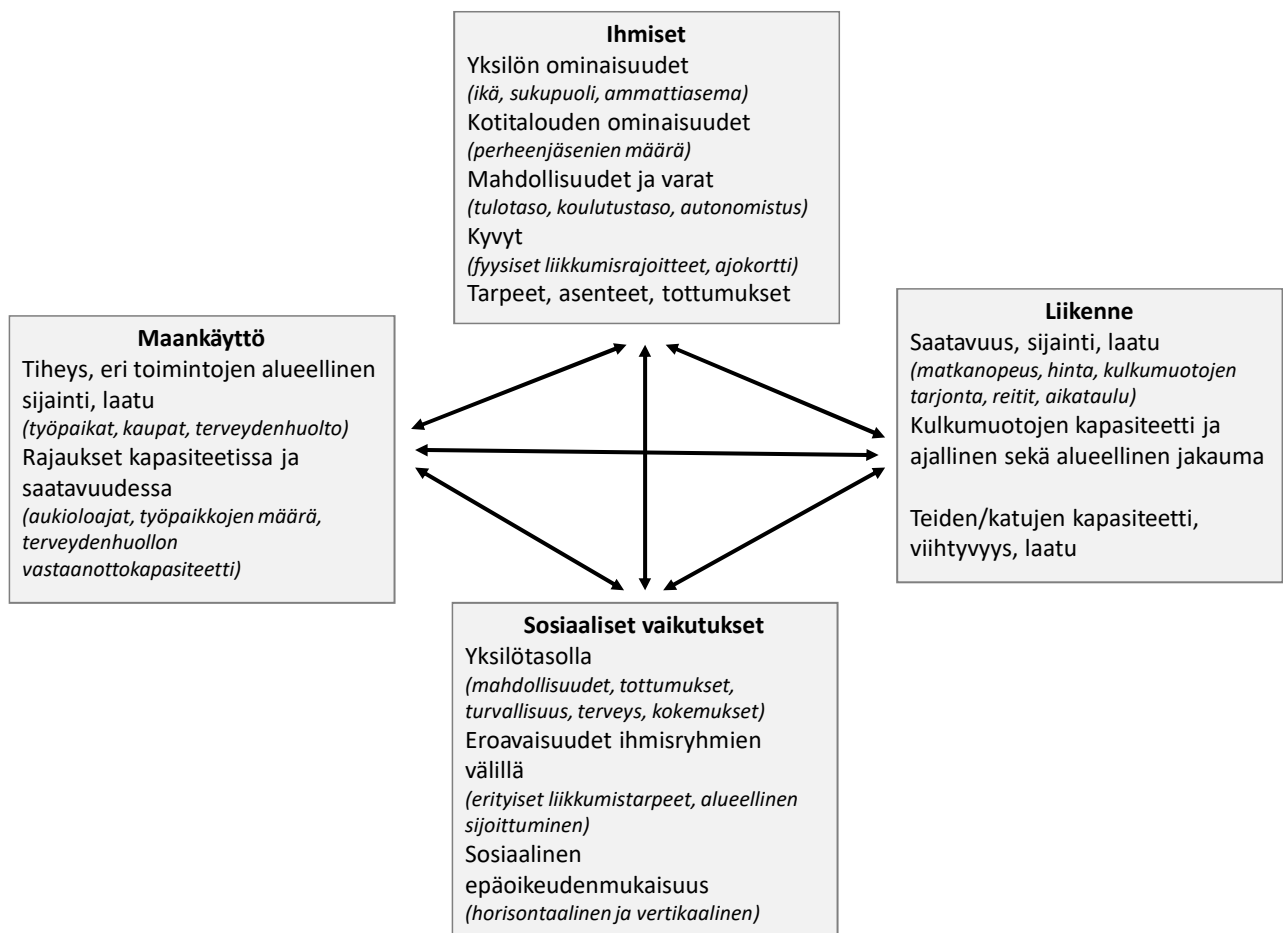 Ihmiset
Yksilön ominaisuudet
(ikä, sukupuoli, ammattiasema)
Kotitalouden ominaisuudet
(perheenjäsenien määrä)
Mahdollisuudet ja varat
(tulotaso, koulutustaso, autonomistus)
Kyvyt
(fyysiset liikkumisrajoitteet, ajokortti)
Tarpeet, asenteet, tottumukset
Maankäyttö
Tiheys, eri toimintojen alueellinen
sijainti, laatu
(työpaikat, kaupat, terveydenhuolto)
Rajaukset kapasiteetissa ja
saatavuudessa
(aukioloajat, työpaikkojen määrä,
terveydenhuollon
vastaanottokapasiteetti)
Liikenne
Saatavuus, sijainti, laatu
(matkanopeus, hinta, kulkumuotojen
tarjonta, reitit, aikataulu)
Kulkumuotojen kapasiteetti ja
ajallinen sekä alueellinen jakauma
Teiden/katujen kapasiteetti,
viihtyvyys, laatu
Sosiaaliset vaikutukset
Yksilötasolla
(mahdollisuudet, tottumukset,
turvallisuus, terveys, kokemukset)
Eroavaisuudet ihmisryhmien
välillä
(erityiset liikkumistarpeet, alueellinen
sijoittuminen)
Sosiaalinen
epäoikeudenmukaisuus
(horisontaalinen ja vertikaalinen)